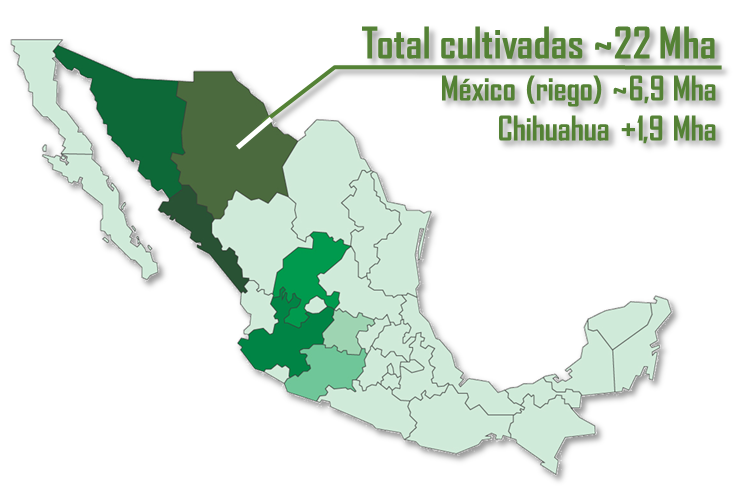 Total cultivadas ~22 Mha
México (riego) ~6,9 Mha
Chihuahua +1,9 Mha